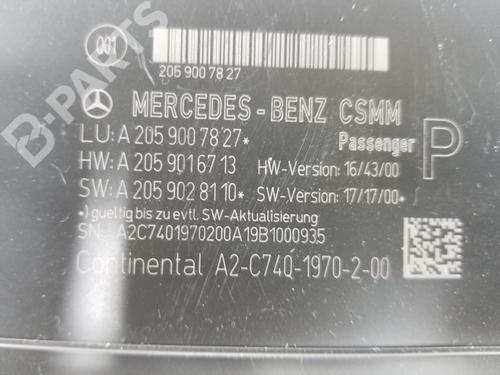 001
205 900 78 27
MERCEDES-BENZ CSMM
LU: A 205 900 78 27*
Passenger
P
HW: A 205 901 67 13 HW-Version: 16/43/00
SW: A 205 902 81 10* SW-Version: 17/17/00*
*) gueltig bis zu evtl. SW-Aktualisierung
SN: A2C7401970200A19B1000935
Continental A2-C740-1970-2-00
B-PARTS